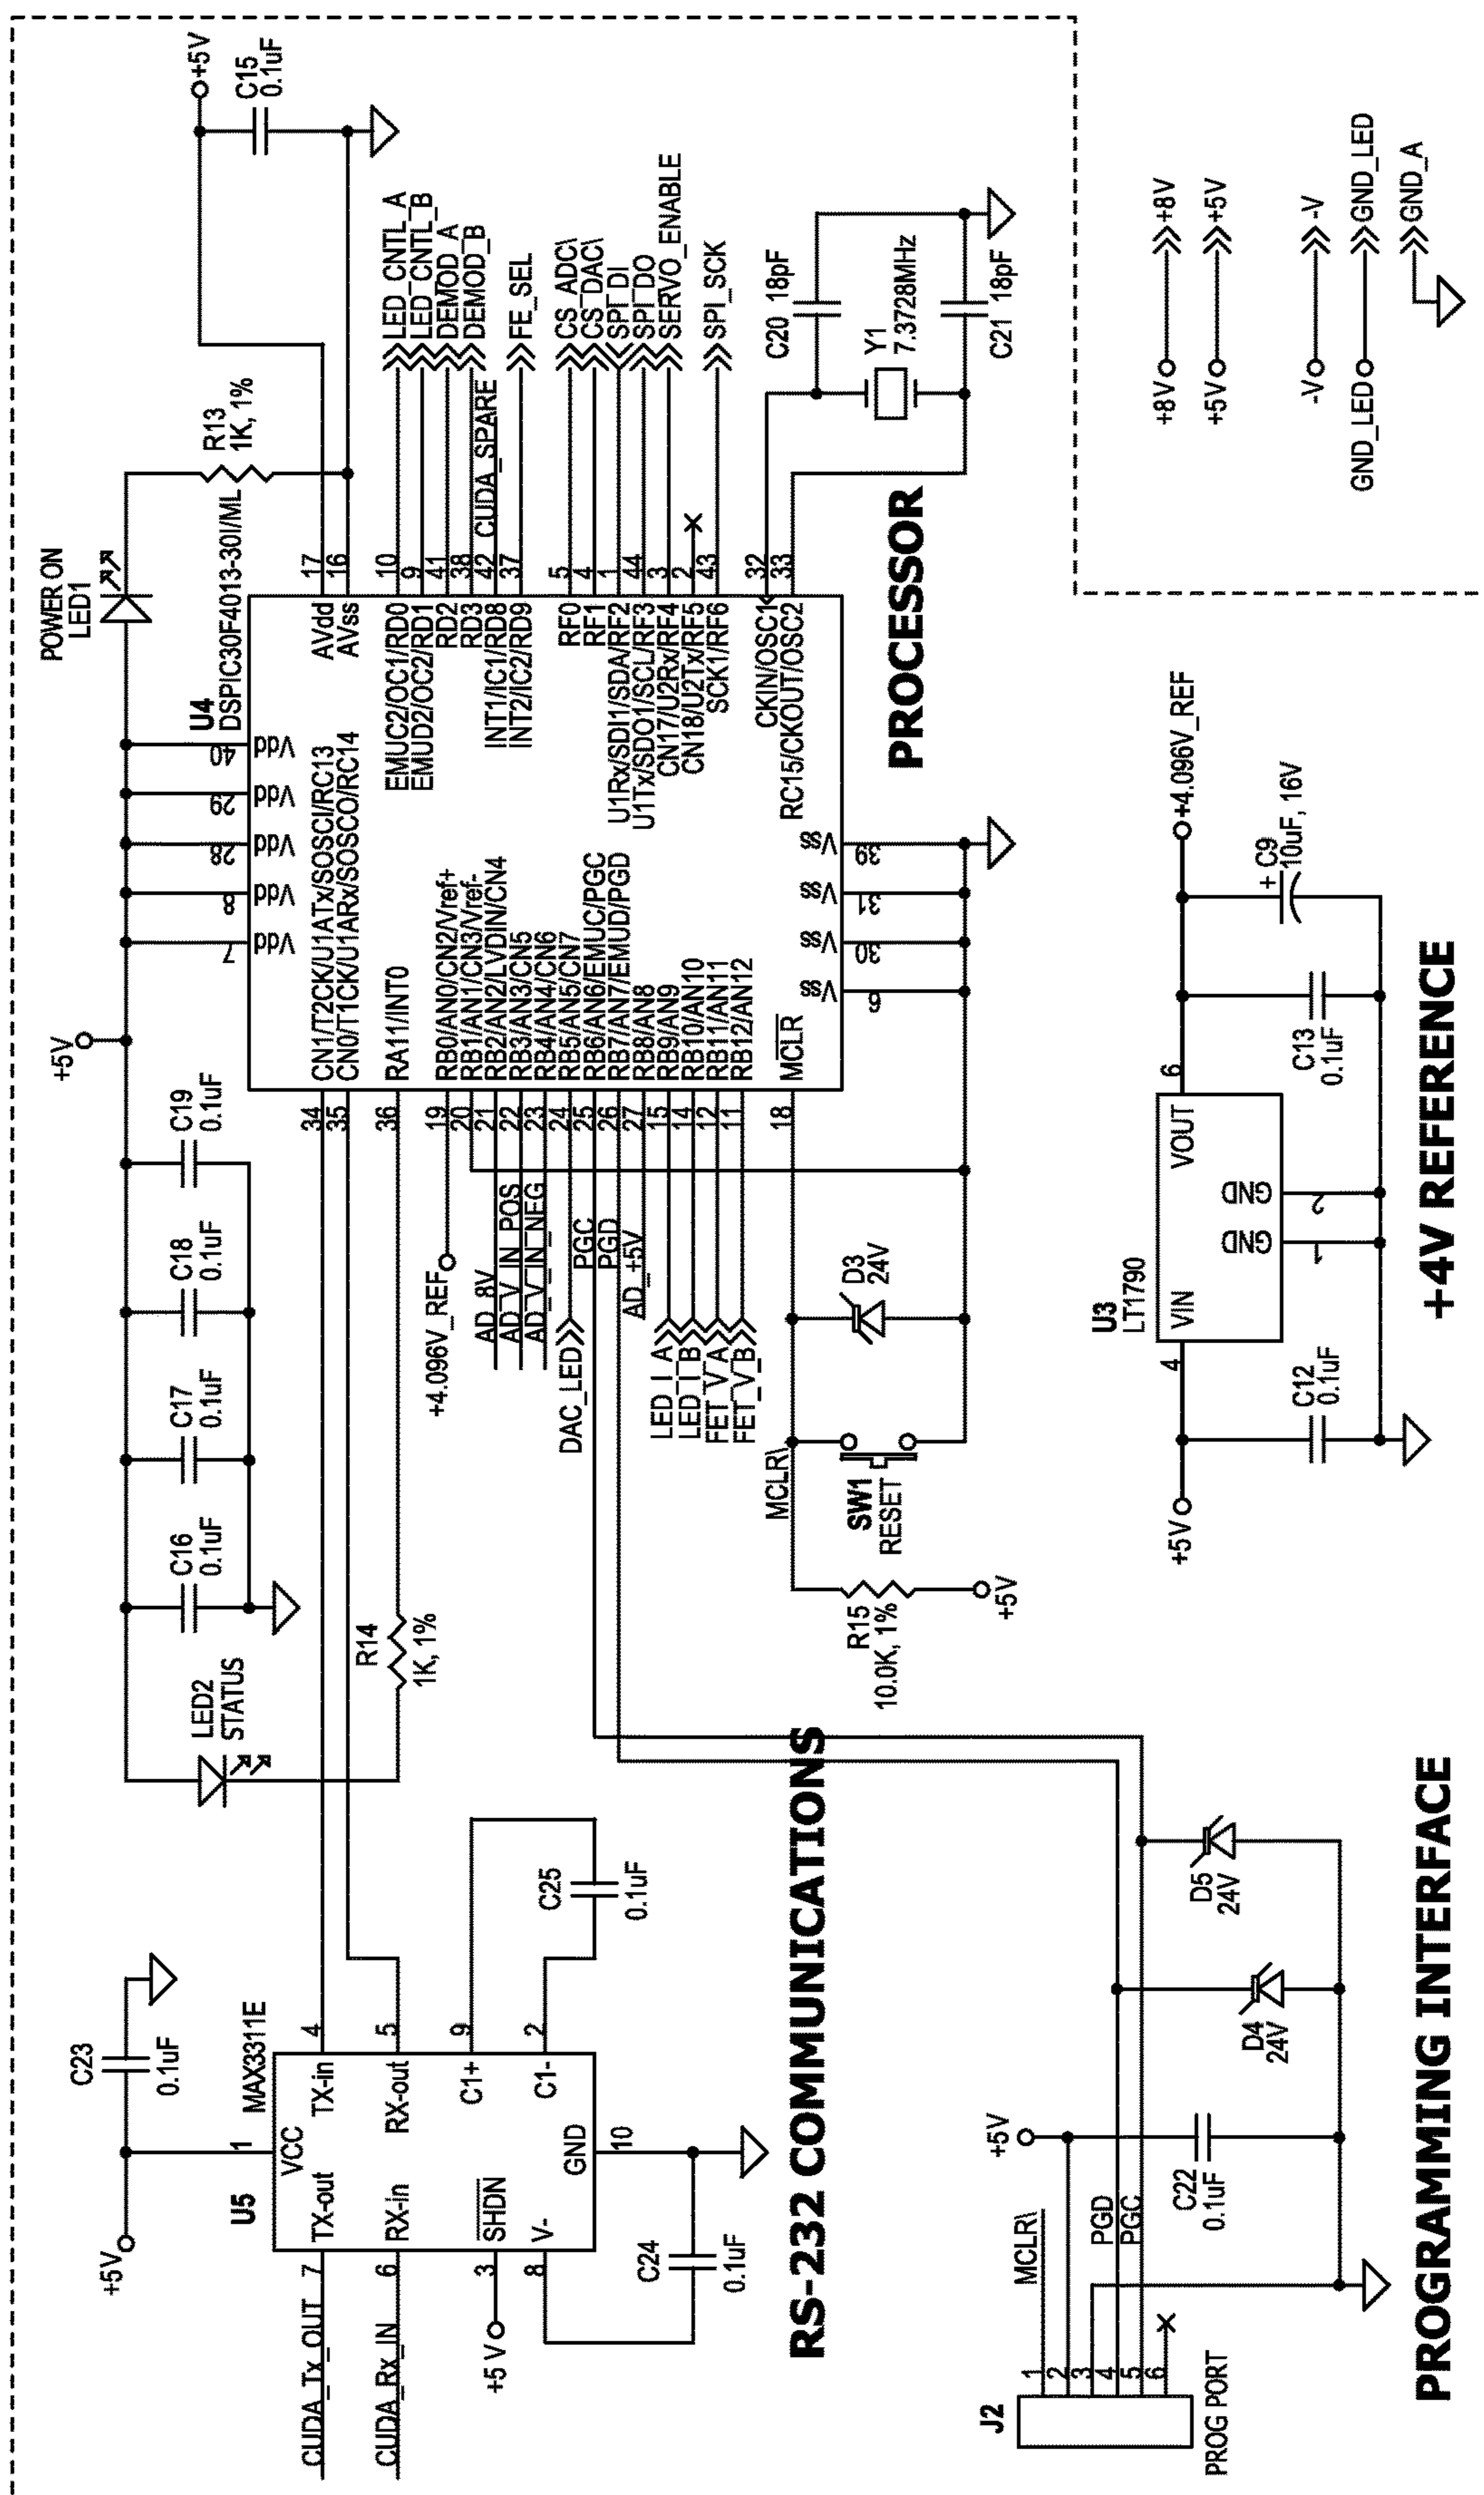 +5V
C23
0.1uF
U5
MAX3311E
1
VCC
CUDA_Tx_OUT
7
TX-out
TX-in
4
CUDA_Rx_IN
6
RX-in
RX-out
5
+5 V
3
SHDN
C1+
9
8
V-
C1-
2
GND
10
C24
0.1uF
C25
0.1uF
RS-232 COMMUNICATIONS
LED2
STATUS
R14
1K, 1%
C16
0.1uF
C17
0.1uF
C18
0.1uF
C19
0.1uF
+5V
POWER ON
LED1
R13
1K, 1%
+5V
C15
0.1uF
U4
DSPIC30F4013-30I/ML
7
Vdd
8
Vdd
28
Vdd
29
Vdd
40
Vdd
34
CN1/T2CK/U1ATx/SOSCI/RC13
35
CN0/T1CK/U1ARx/SOSCO/RC14
36
RA11/INT0
+4.096V_REF
19
RB0/AN0/CN2/Vref+
20
RB1/AN1/CN3/Vref-
AD_8V
21
RB2/AN2/LVDIN/CN4
AD_V_IN_POS
22
RB3/AN3/CN5
AD_V_IN_NEG
23
RB4/AN4/CN6
DAC_LED
24
RB5/AN5/CN7
PGC
25
RB6/AN6/EMUC/PGC
PGD
26
RB7/AN7/EMUD/PGD
AD_+5V
27
RB8/AN8
LED_I_A
15
RB9/AN9
LED_I_B
14
RB10/AN10
FET_V_A
12
RB11/AN11
FET_V_B
11
RB12/AN12
MCLR\
18
MCLR
AVdd
17
AVss
16
EMUC2/OC1/RD0
10
LED_CNTL_A
EMUD2/OC2/RD1
9
LED_CNTL_B
RD2
41
DEMOD_A
RD3
38
DEMOD_B
INT1/IC1/RD8
42
CUDA_SPARE
INT2/IC2/RD9
37
FE_SEL
RF0
5
CS_ADC\
RF1
4
CS_DAC\
U1Rx/SDI1/SDA/RF2
1
SPI_DI
U1Tx/SDO1/SCL/RF3
44
SPI_DO
CN17/U2Rx/RF4
3
SERVO_ENABLE
CN18/U2Tx/RF5
2
SCK1/RF6
43
SPI_SCK
CKIN/OSC1
32
RC15/CKOUT/OSC2
33
Vss
6
Vss
30
Vss
31
Vss
39
R15
10.0K, 1%
+5V
SW1
RESET
D3
24V
C20 18pF
Y1
7.3728MHz
C21 18pF
PROCESSOR
J2
PROG PORT
1
MCLR\
2
3
4
PGD
5
PGC
6
+5V
C22
0.1uF
D4
24V
D5
24V
PROGRAMMING INTERFACE
+5V
C12
0.1uF
U3
LT1790
4
VIN
VOUT
6
GND
1
GND
2
C13
0.1uF
+ C9
10uF, 16V
+4.096V_REF
+4V REFERENCE
+8V
+8V
+5V
+5V
-V
-V
GND_LED
GND_LED
GND_A